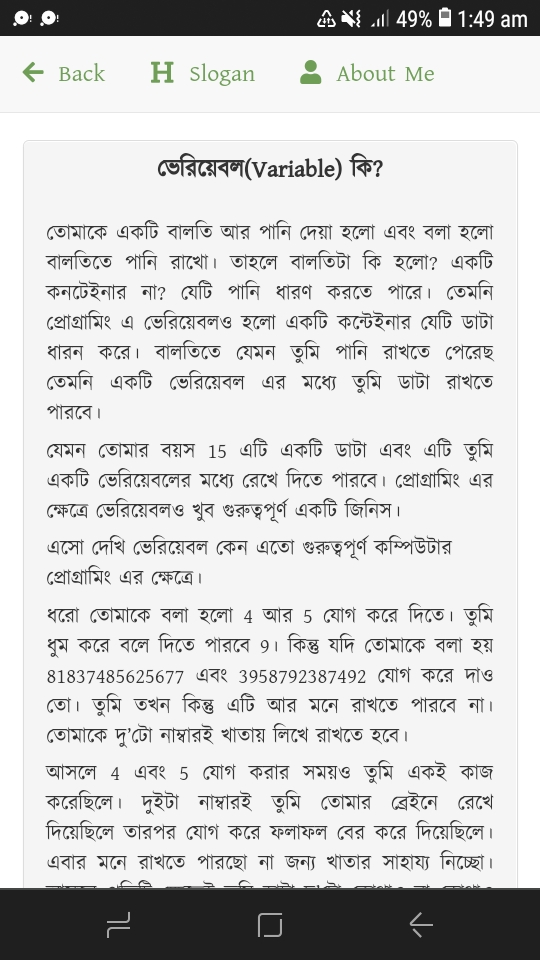 49% 1:49 am
Back H Slogan About Me
ভেরিয়েবল(Variable) কি?
তোমাকে একটি বালতি আর পানি দেয়া হলো এবং বলা হলো
বালতিতে পানি রাখো। তাহলে বালতিটা কি হলো? একটি
কনটেইনার না? যেটি পানি ধারণ করতে পারে। তেমনি
প্রোগ্রামিং এ ভেরিয়েবলও হলো একটি কন্টেইনার যেটি ডাটা
ধারন করে। বালতিতে যেমন তুমি পানি রাখতে পেরেছ
তেমনি একটি ভেরিয়েবল এর মধ্যে তুমি ডাটা রাখতে
পারবে।
যেমন তোমার বয়স 15 এটি একটি ডাটা এবং এটি তুমি
একটি ভেরিয়েবলের মধ্যে রেখে দিতে পারবে। প্রোগ্রামিং এর
ক্ষেত্রে ভেরিয়েবলও খুব গুরুত্বপূর্ণ একটি জিনিস।
এসো দেখি ভেরিয়েবল কেন এতো গুরুত্বপূর্ণ কম্পিউটার
প্রোগ্রামিং এর ক্ষেত্রে।
ধরো তোমাকে বলা হলো 4 আর 5 যোগ করে দিতে। তুমি
ধুম করে বলে দিতে পারবে 9। কিন্তু যদি তোমাকে বলা হয়
81837485625677 এবং 3958792387492 যোগ করে দাও
তো। তুমি তখন কিন্তু এটি আর মনে রাখতে পারবে না।
তোমাকে দু'টো নাম্বারই খাতায় লিখে রাখতে হবে।
আসলে 4 এবং 5 যোগ করার সময়ও তুমি একই কাজ
করেছিলে। দুইটা নাম্বারই তুমি তোমার ব্রেইনে রেখে
দিয়েছিলে তারপর যোগ করে ফলাফল বের করে দিয়েছিলে।
এবার মনে রাখতে পারছো না জন্য খাতার সাহায্য নিচ্ছো।